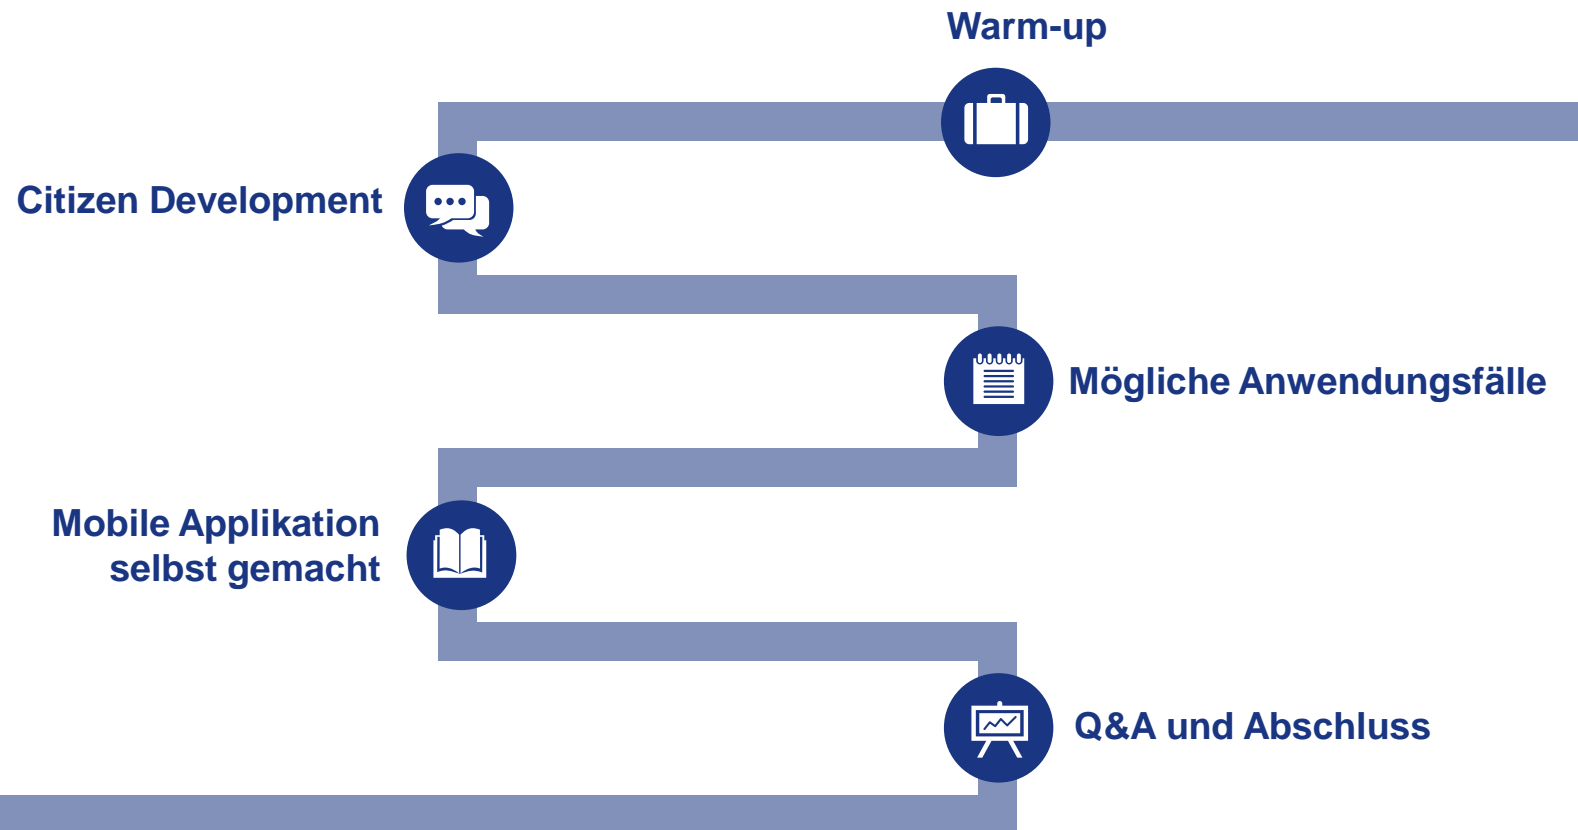 Warm-up
Citizen Development
Mögliche Anwendungsfälle
Mobile Applikation
selbst gemacht
Q&A und Abschluss